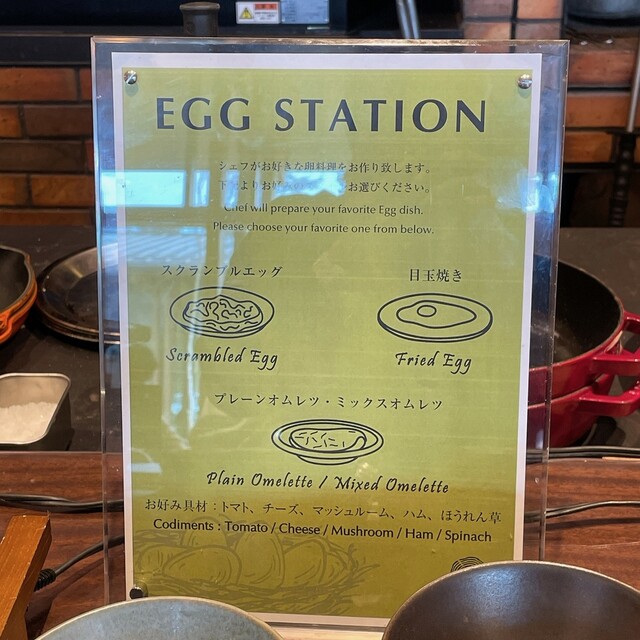 EGG STATION
シェフがお好きな卵料理をお作り致します。
下 よりお好みの お選びください。
Chef will prepare your favorite Egg dish.
Please choose your favorite one from below.
スクランブルエッグ
目玉焼き
Scrambled Egg
Fried Egg
プレーンオムレツ・ミックスオムレツ
Plain Omelette / Mixed Omelette
お好み具材：トマト、チーズ、マッシュルーム、ハム、ほうれん草
Codiments : Tomato / Cheese / Mushroom / Ham / Spinach